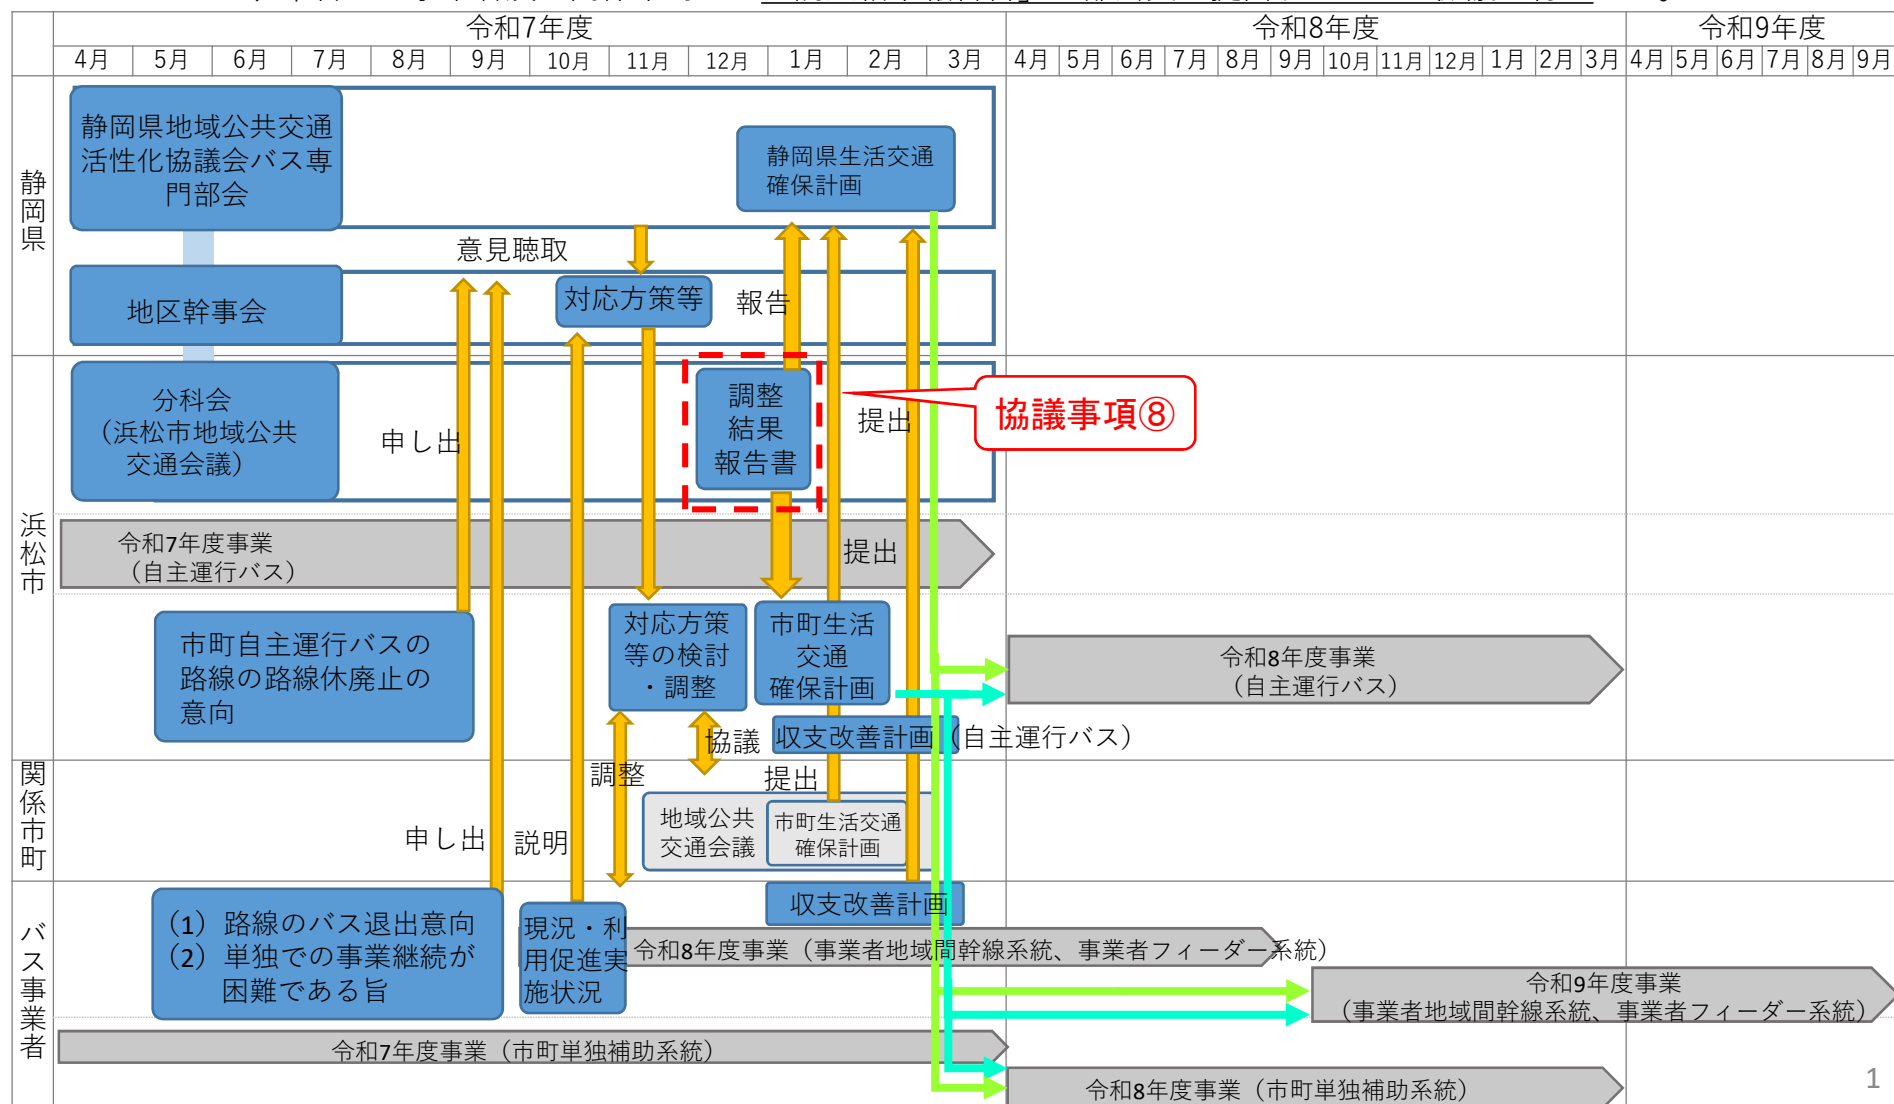 令和7年度
令和8年度
令和9年度
4月 5月 6月 7月 8月 9月 10月 11月 12月 1月 2月 3月 4月 5月 6月 7月 8月 9月 10月 11月 12月 1月 2月 3月 4月 5月 6月 7月 8月 9月
静岡県
静岡県地域公共交通
活性化協議会バス専
門部会
静岡県生活交通
確保計画
意見聴取
地区幹事会
対応方策等
報告
浜松市
分科会
（浜松市地域公共
交通会議）
申し出
調整
結果
報告書
提出
協議事項⑧
令和7年度事業
（自主運行バス）
提出
市町自主運行バスの
路線の路線休廃止の
意向
対応方策
等の検討
・調整
市町生活
交通
確保計画
令和8年度事業
（自主運行バス）
協議
収支改善計画（自主運行バス）
関係市町
調整
提出
申し出
説明
地域公共
交通会議
市町生活交通
確保計画
バス事業者
（1）路線のバス退出意向
（2）単独での事業継続が
困難である旨
現況・利
用促進実
施状況
収支改善計画
令和8年度事業（事業者地域間幹線系統、事業者フィーダー系統）
令和9年度事業
（事業者地域間幹線系統、事業者フィーダー系統）
令和7年度事業（市町単独補助系統）
令和8年度事業（市町単独補助系統）
1